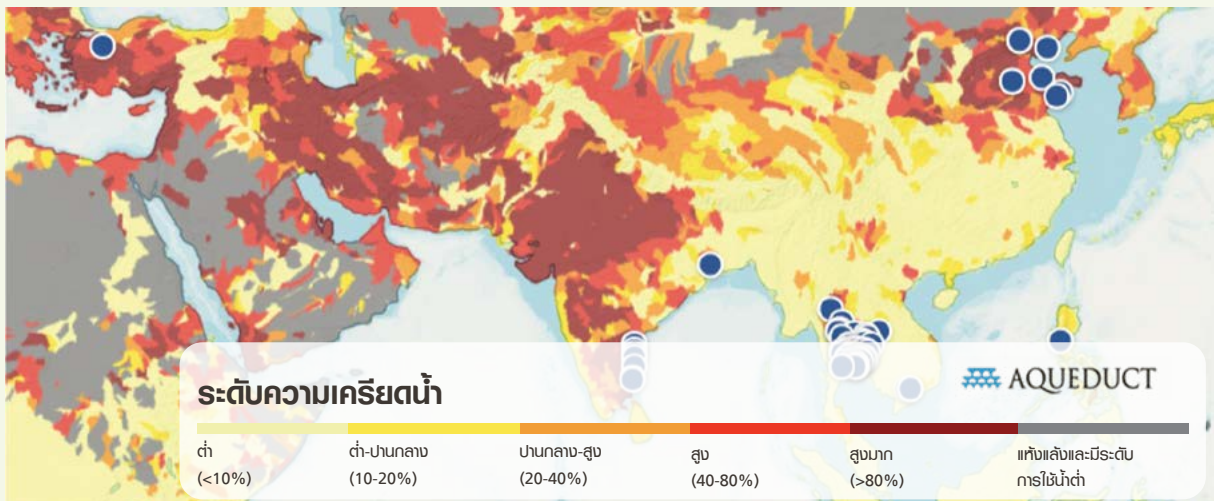 ระดับความเครียดน้ำ
AQUEDUCT
ต่ำ
(<10%)
ต่ำ-ปานกลาง
(10-20%)
ปานกลาง-สูง
(20-40%)
สูง
(40-80%)
สูงมาก
(>80%)
แห้งแล้งและมีระดับ
การใช้น้ำต่ำ